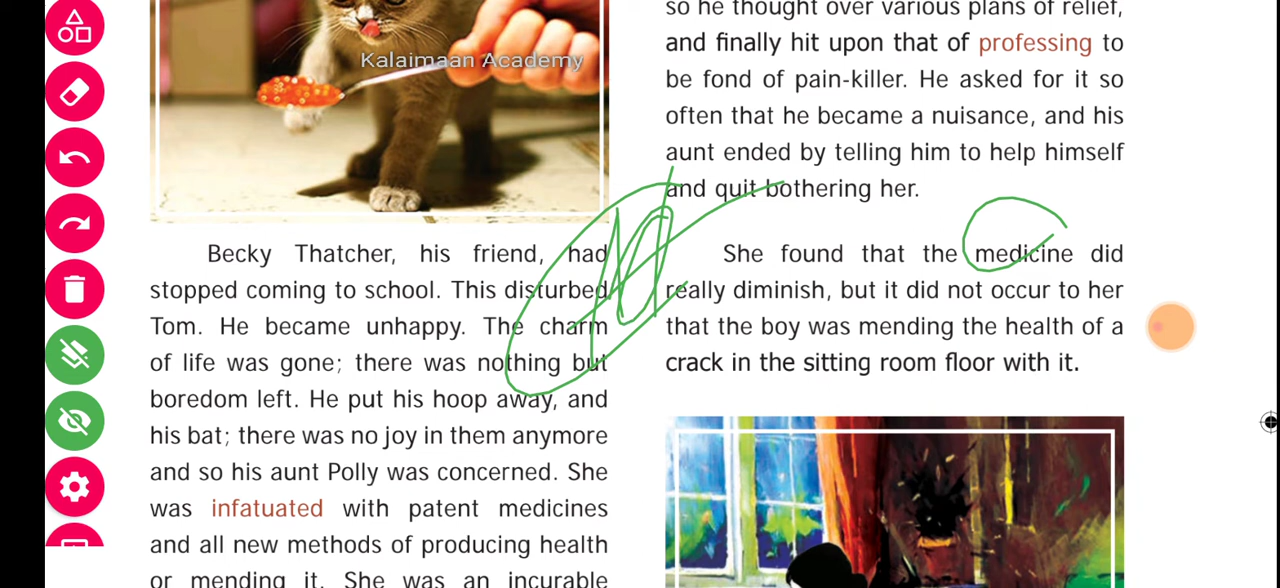 Kalaimaan Academy
Becky Thatcher, his friend, had
stopped coming to school. This disturbed
Tom. He became unhappy. The charm
of life was gone; there was nothing but
boredom left. He put his hoop away, and
his bat; there was no joy in them anymore
and so his aunt Polly was concerned. She
was infatuated with patent medicines
and all new methods of producing health
or mending it. She was an incurable
so he thought over various plans of relief,
and finally hit upon that of professing to
be fond of pain-killer. He asked for it so
often that he became a nuisance, and his
aunt ended by telling him to help himself
and quit bothering her.
She found that the medicine did
really diminish, but it did not occur to her
that the boy was mending the health of a
crack in the sitting room floor with it.